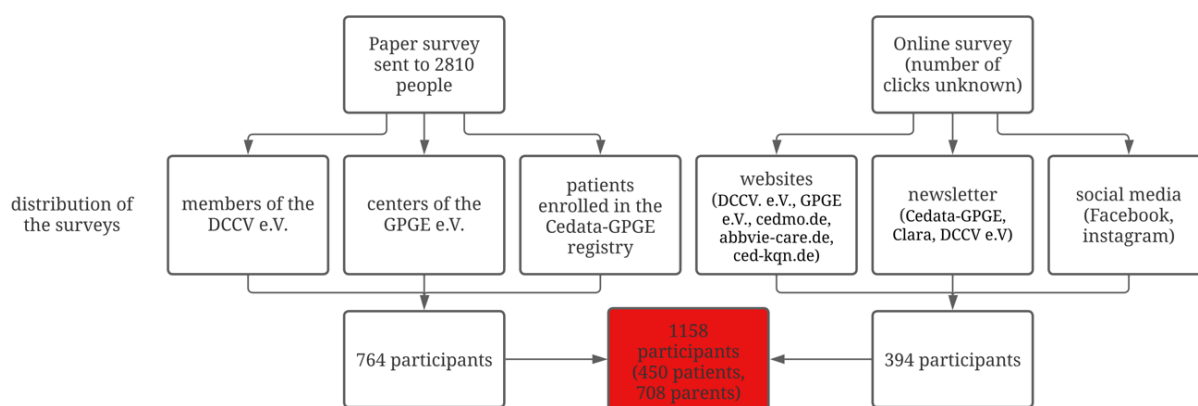 Paper survey
sent to 2810
people
Online survey
(number of
clicks unknown)
distribution of
the surveys
members of the
DCCV e.V.
centers of the
GPGE e.V.
patients
enrolled in the
Cedata-GPGE
registry
websites
(DCCV. e.V., GPGE
e.V., cedmo.de,
abbvie-care.de,
ced-kqn.de)
newsletter
(Cedata-GPGE,
Clara, DCCV e.V)
social media
(Facebook,
instagram)
764 participants
1158
participants
(450 patients,
708 parents)
394 participants